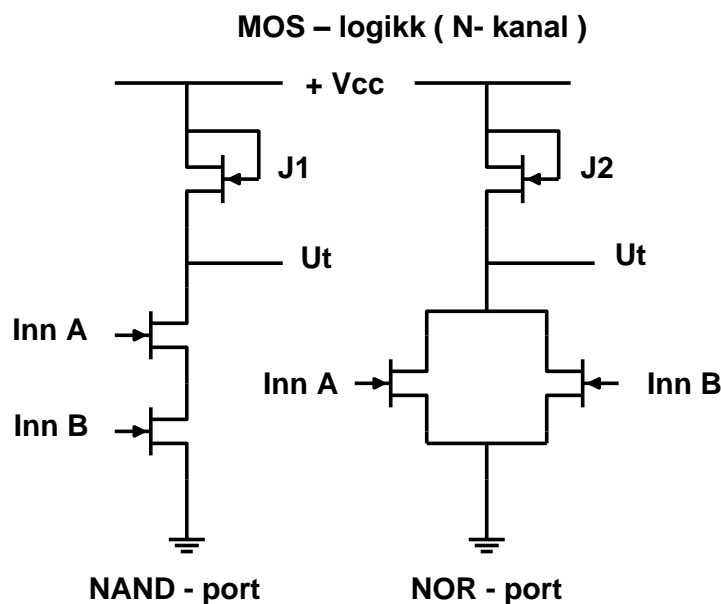 MOS – logikk ( N- kanal )
+ Vcc
J1
J2
Ut
Ut
Inn A
Inn A
Inn B
Inn B
NAND - port
NOR - port